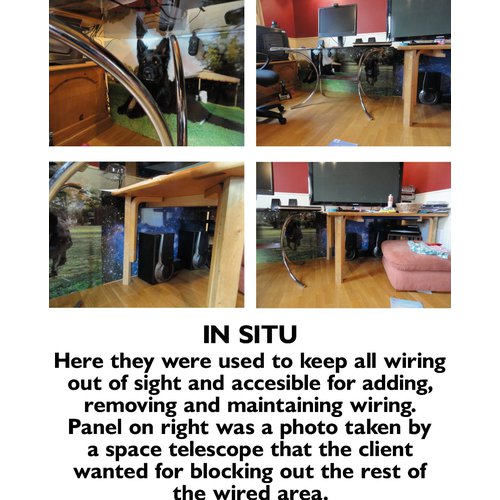 IN SITU
Here they were used to keep all wiring
out of sight and accesible for adding,
removing and maintaining wiring.
Panel on right was a photo taken by
a space telescope that the client
wanted for blocking out the rest of
the wired area.